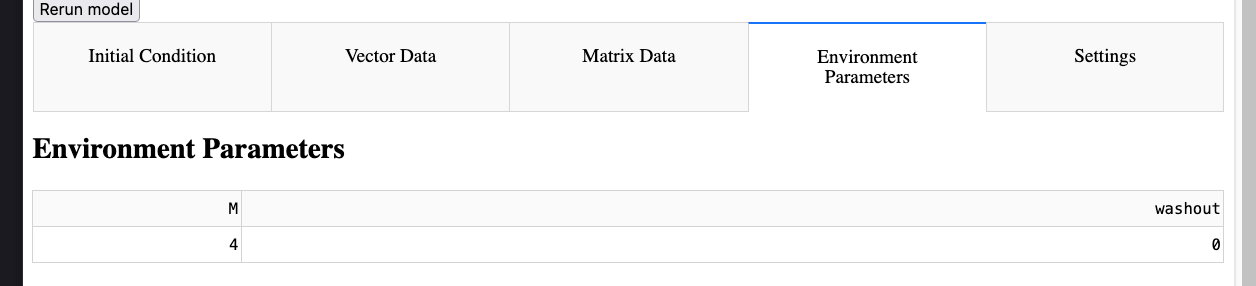 Rerun model
Initial Condition
Vector Data
Matrix Data
Environment
Parameters
Settings
Environment Parameters
M washout
4 0